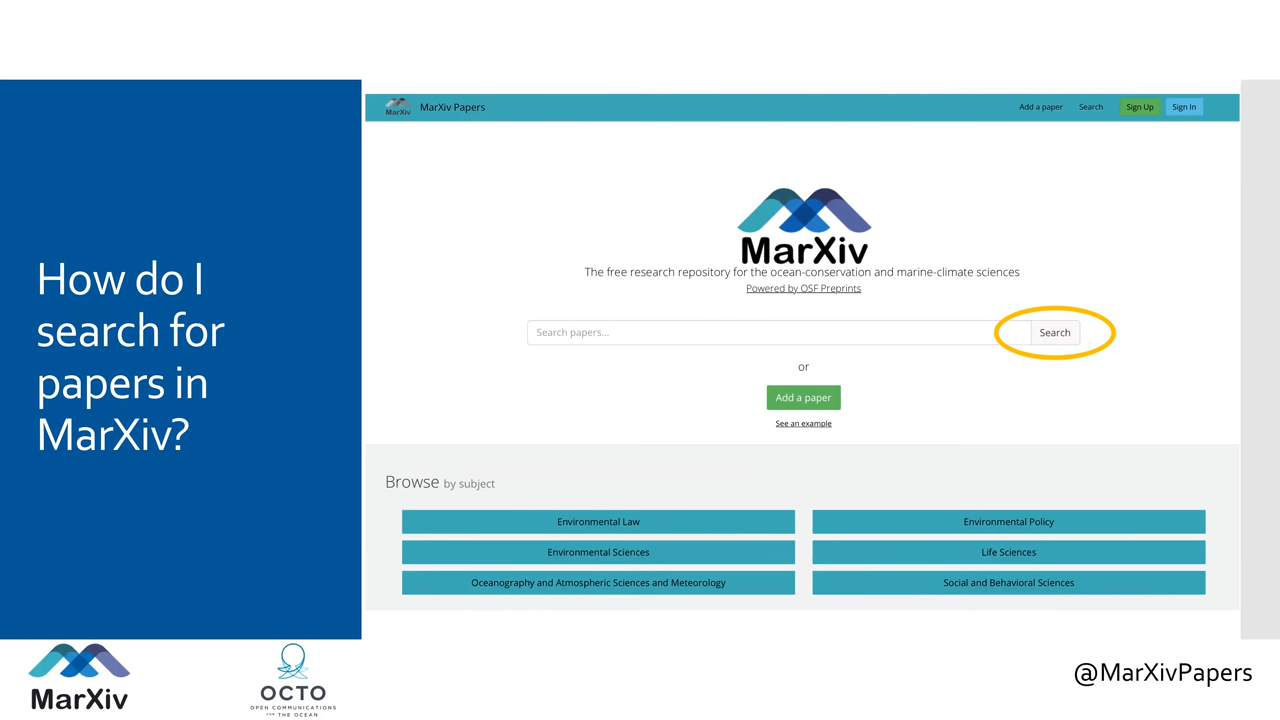 How do I
search for
papers in
MarXiv?
MarXiv
MarXiv Papers
Add a paper
Search
Sign Up
Sign In
MarXiv
The free research repository for the ocean-conservation and marine-climate sciences
Powered by OSF Preprints
Search papers...
Search
or
Add a paper
See an example
Browse by subject
Environmental Law
Environmental Policy
Environmental Sciences
Life Sciences
Oceanography and Atmospheric Sciences and Meteorology
Social and Behavioral Sciences
MarXiv
OCTO
OPEN COMMUNICATIONS
FOR THE OCEAN
@MarXivPapers